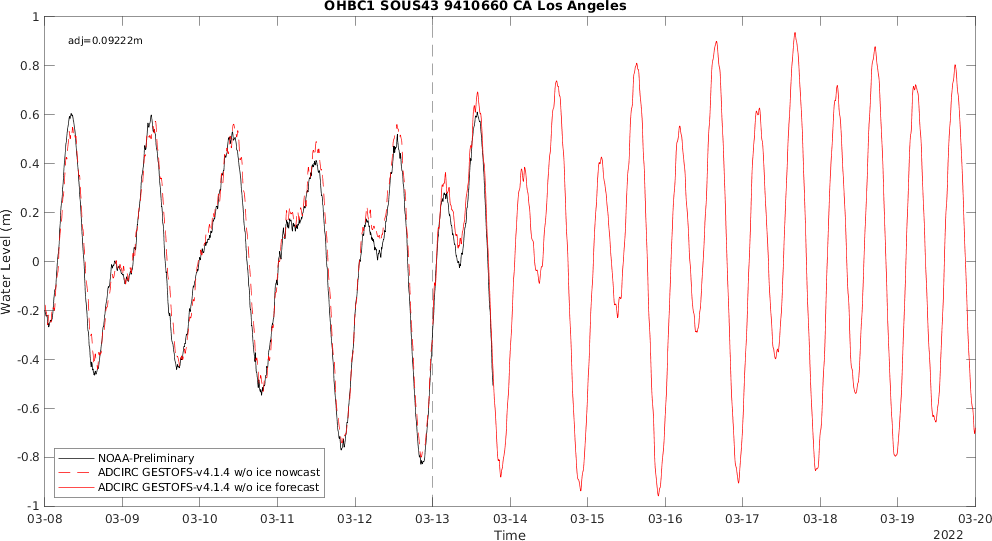 OHBC1 SOUS43 9410660 CA Los Angeles
adj=0.09222m
Water Level (m)
1
0.8
0.6
0.4
0.2
0
-0.2
-0.4
-0.6
-0.8
-1
NOAA-Preliminary
ADCIRC GESTOFS-v4.1.4 w/o ice nowcast
ADCIRC GESTOFS-v4.1.4 w/o ice forecast
03-08 03-09 03-10 03-11 03-12 03-13 03-14 03-15 03-16 03-17 03-18 03-19 03-20
Time
2022